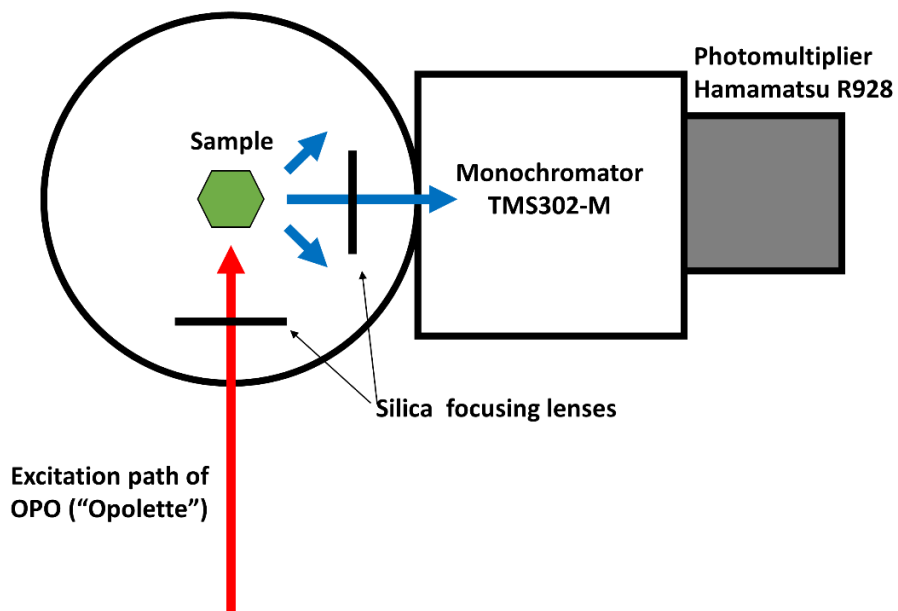 Photomultiplier
Hamamatsu R928
Sample
Monochromator
TMS302-M
Silica focusing lenses
Excitation path of
OPO (“Opolette”)